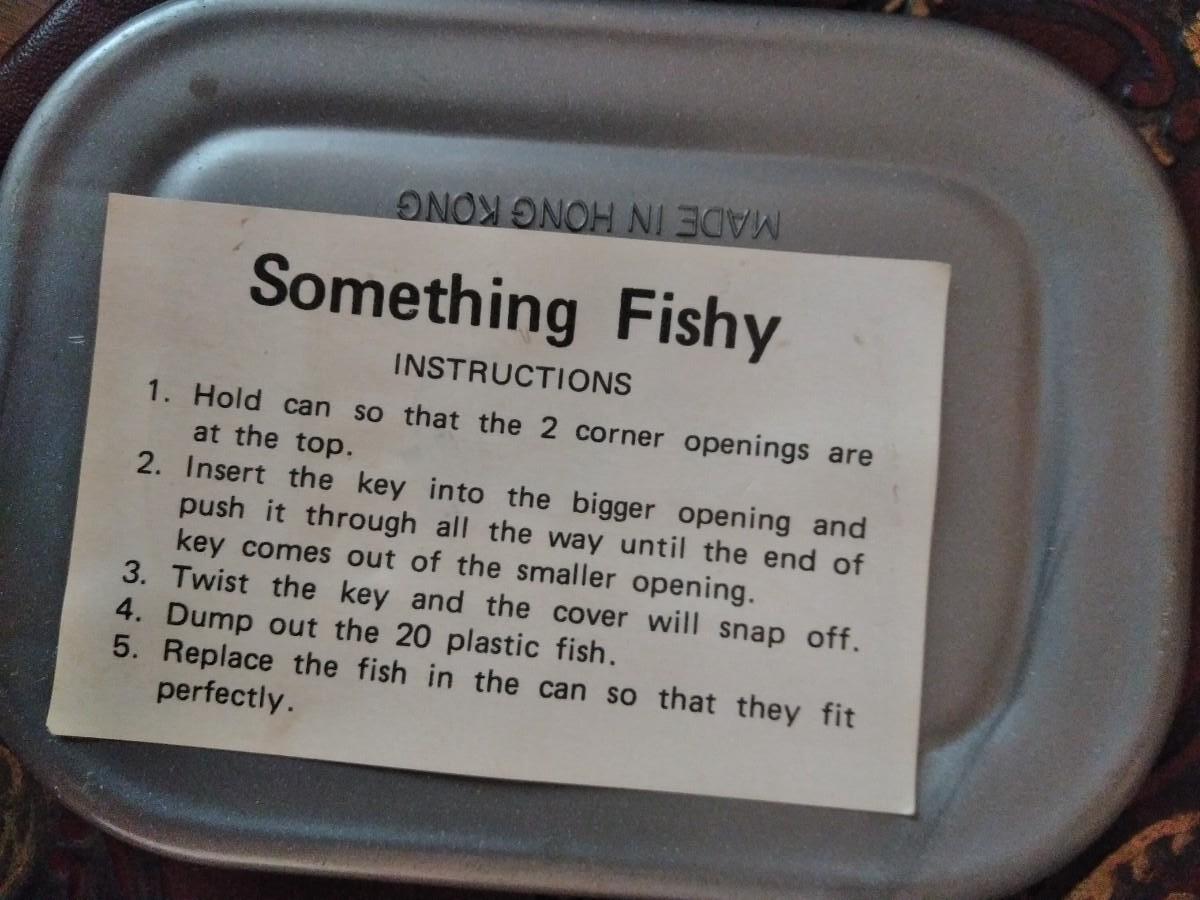 MADE IN HONG KONG
Something Fishy
INSTRUCTIONS
1. Hold can so that the 2 corner openings are
at the top.
2. Insert the key into the bigger opening and
push it through all the way until the end of
key comes out of the smaller opening.
3. Twist the key and the cover will snap off.
4. Dump out the 20 plastic fish.
5. Replace the fish in the can so that they fit
perfectly.